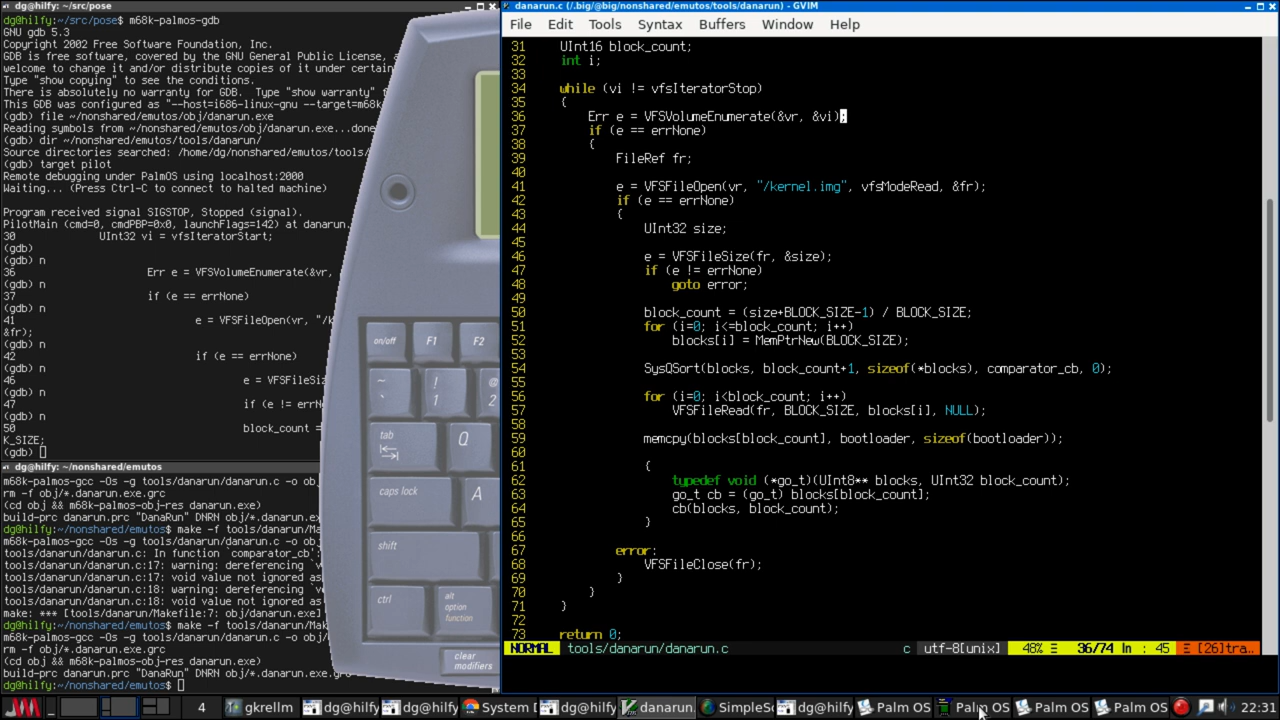 dg@hilfy: ~/src/pose
dg@hilfy:~/src/pose$ m68k-palmos-gdb
GNU gdb 5.3
Copyright 2002 Free Software Foundation, Inc.
GDB is free software, covered by the GNU General Public License, a
welcome to change it and/or distribute copies of it under certain
Type "show copying" to see the conditions.
There is absolutely no warranty for GDB.  Type "show warranty" f
This GDB was configured as "--host=i686-linux-gnu --target=m68k
(gdb) file ~/nonshared/emutos/obj/danarun.exe
Reading symbols from ~/nonshared/emutos/obj/danarun.exe...done
(gdb) dir ~/nonshared/emutos/tools/danarun/
Source directories searched: /home/dg/nonshared/emutos/tools/
(gdb) target pilot
Remote debugging under PalmOS using localhost:2000
Waiting... (Press Ctrl-C to connect to halted machine)
Program received signal SIGSTOP, Stopped (signal).
PilotMain (cmd=0, cmdPBP=0x0, launchFlags=142) at danarun.
30 UInt32 vi = vfsIteratorStart;
(gdb)
(gdb) n
36 Err e = VFSVolumeEnumerate(&vr,
(gdb) n
37 if (e == errNone)
(gdb) n
41 e = VFSFileOpen(vr, "/k
&fr);
(gdb) n
42 if (e == errNone)
(gdb) n
46 e = VFSFileSiz
(gdb) n
47 if (e != errN
(gdb) n
50 block_count =
K_SIZE;
(gdb)
dg@hilfy: ~/nonshared/emutos
m68k-palmos-gcc -Os -g tools/danarun/danarun.c -o obj/
rm -f obj/*.danarun.exe.grc
(cd obj && m68k-palmos-obj-res danarun.exe)
build-prc danarun.prc "DanaRun" DNRN obj/*.danarun.exe.
dg@hilfy:~/nonshared/emutos$ make -f tools/danarun/Ma
m68k-palmos-gcc -Os -g tools/danarun/danarun.c -o obj/
tools/danarun/danarun.c: In function `comparator_cb':
tools/danarun/danarun.c:17: warning: dereferencing `v
tools/danarun/danarun.c:17: void value not ignored as
tools/danarun/danarun.c:18: warning: dereferencing `v
tools/danarun/danarun.c:18: void value not ignored as
make: *** [tools/danarun/Makefile:7: obj/danarun.exe]
dg@hilfy:~/nonshared/emutos$ make -f tools/danarun/Ma
m68k-palmos-gcc -Os -g tools/danarun/danarun.c -o obj/
rm -f obj/*.danarun.exe.grc
(cd obj && m68k-palmos-obj-res danarun.exe)
build-prc danarun.prc "DanaRun" DNRN obj/*.danarun.exe.gr
dg@hilfy:~/nonshared/emutos$
on/off F1 F2
~ ! @
` 1 2
tab Q
caps lock A
shift
ctrl
alt
option
function
clear
modifiers
danarun.c (/.big/@big/nonshared/emutos/tools/danarun) - GVIM
File Edit Tools Syntax Buffers Window Help
31 UInt16 block_count;
32 int i;
33
34 while (vi != vfsIteratorStop)
35 {
36 Err e = VFSVolumeEnumerate(&vr, &vi);
37 if (e == errNone)
38 {
39 FileRef fr;
40
41 e = VFSFileOpen(vr, "/kernel.img", vfsModeRead, &fr);
42 if (e == errNone)
43 {
44 UInt32 size;
45
46 e = VFSFileSize(fr, &size);
47 if (e != errNone)
48 goto error;
49
50 block_count = (size+BLOCK_SIZE-1) / BLOCK_SIZE;
51 for (i=0; i<=block_count; i++)
52 blocks[i] = MemPtrNew(BLOCK_SIZE);
53
54 SysQSort(blocks, block_count+1, sizeof(*blocks), comparator_cb, 0);
55
56 for (i=0; i<block_count; i++)
57 VFSFileRead(fr, BLOCK_SIZE, blocks[i], NULL);
58
59 memcpy(blocks[block_count], bootloader, sizeof(bootloader));
60
61 {
62 typedef void (*go_t)(UInt8** blocks, UInt32 block_count);
63 go_t cb = (go_t) blocks[block_count];
64 cb(blocks, block_count);
65 }
66
67 error:
68 VFSFileClose(fr);
69 }
70 }
71 }
72
73 return 0;
NORMAL tools/danarun/danarun.c c utf-8[unix] 48% Ξ 36/74 ln : 45 Ξ [26]tra..
4 gkrellm dg@hilfy dg@hilfy System dg@hilfy danarun. SimpleS dg@hilfy Palm OS Palm OS Palm OS Palm OS 22:31